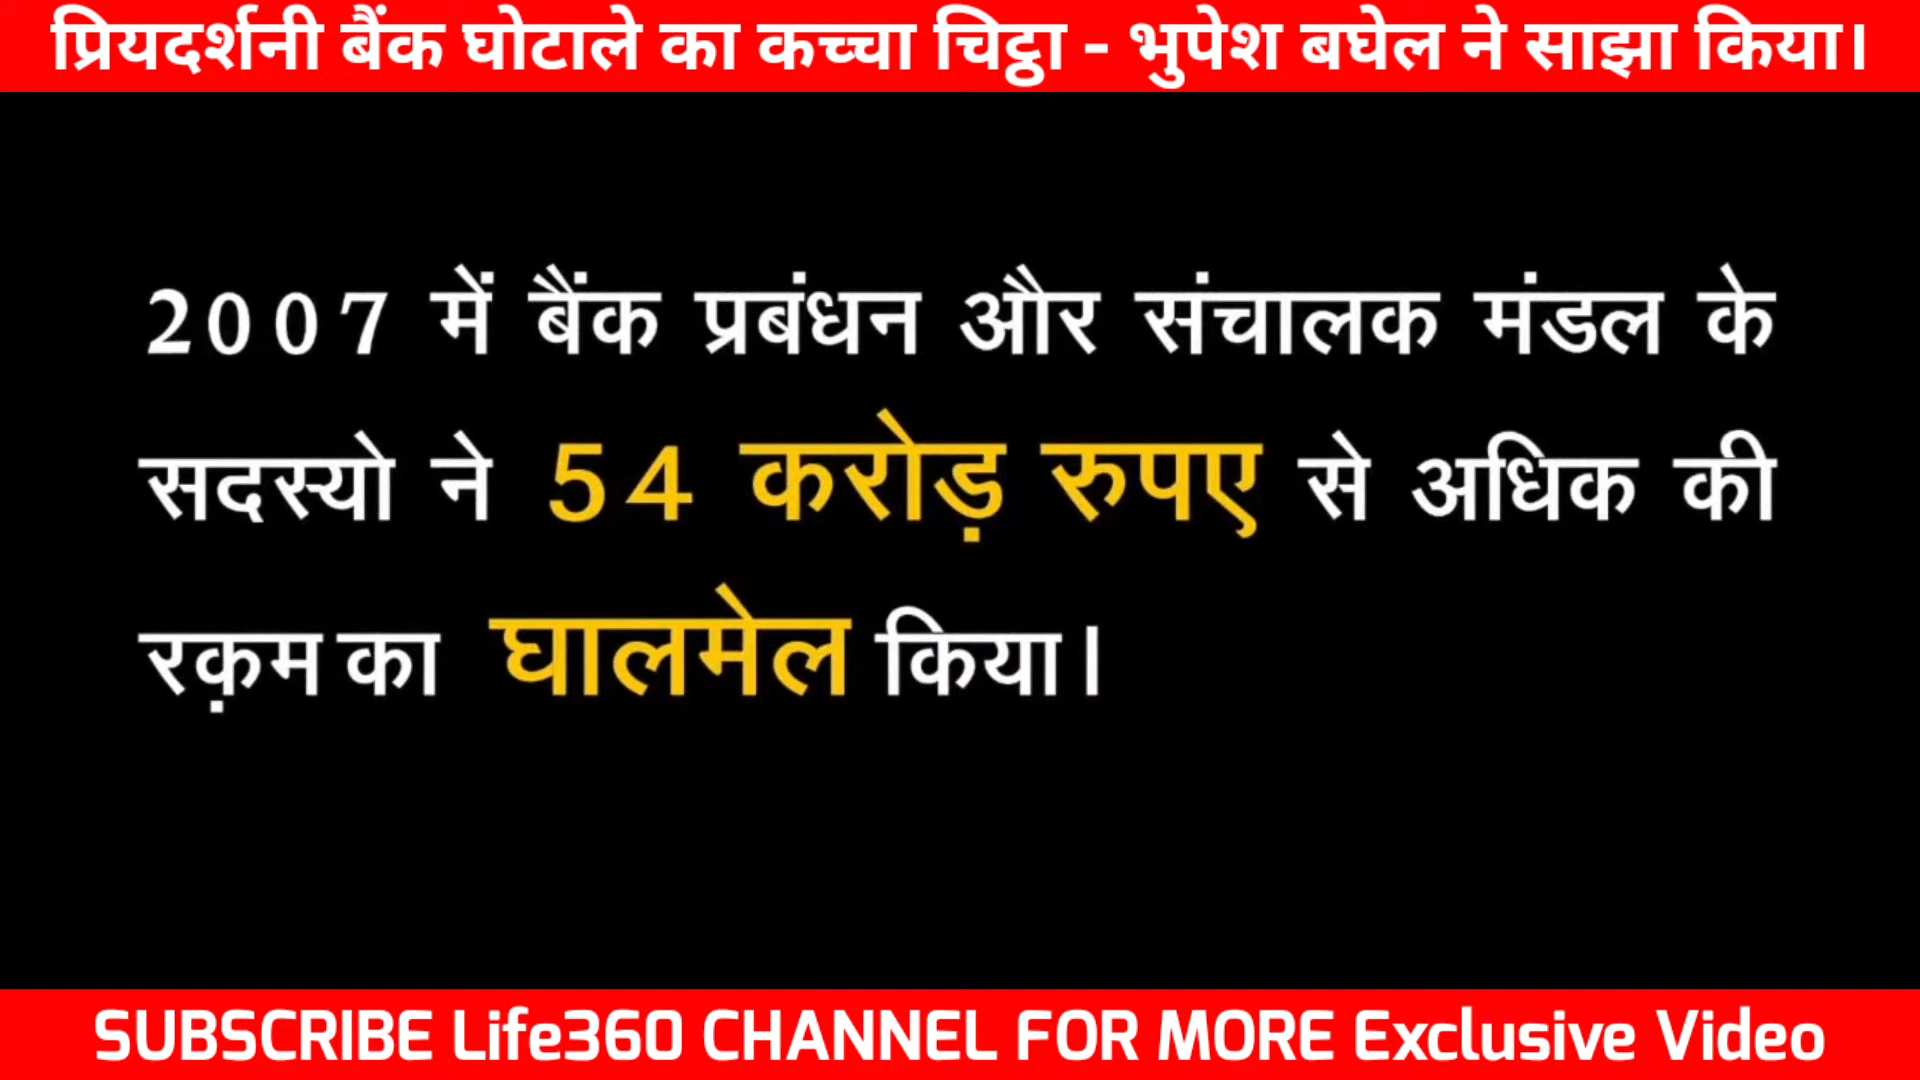 प्रियदर्शनी बैंक घोटाले का कच्चा चिट्ठा - भुपेश बघेल ने साझा किया।
2007 में बैंक प्रबंधन और संचालक मंडल के
सदस्यो ने 54 करोड़ रुपए से अधिक की
रक़म का घालमेल किया।
SUBSCRIBE Life360 CHANNEL FOR MORE Exclusive Video